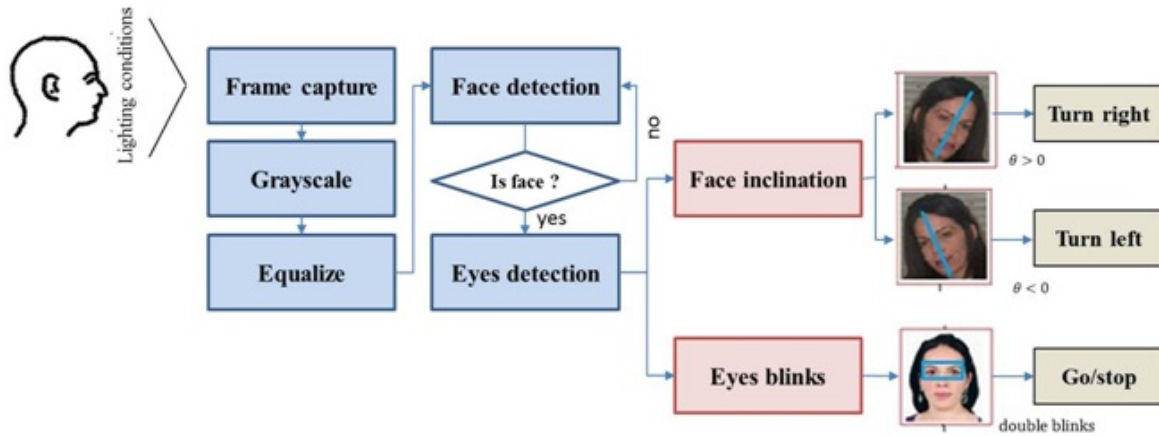 Lighting conditions
Frame capture
Grayscale
Equalize
Face detection
Is face ?
no
yes
Eyes detection
Face inclination
θ > 0
Turn right
θ < 0
Turn left
Eyes blinks
double blinks
Go/stop